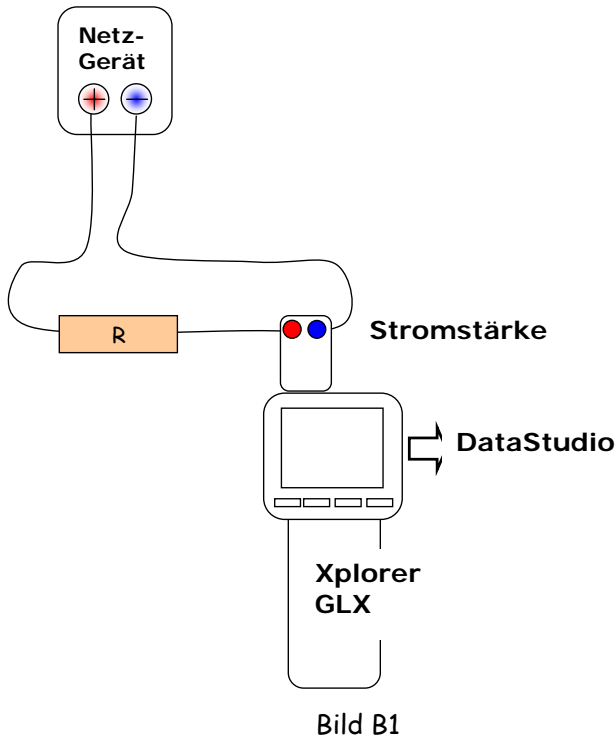 Netz-
Gerät
R
Stromstärke
DataStudio
Xplorer
GLX
Bild B1